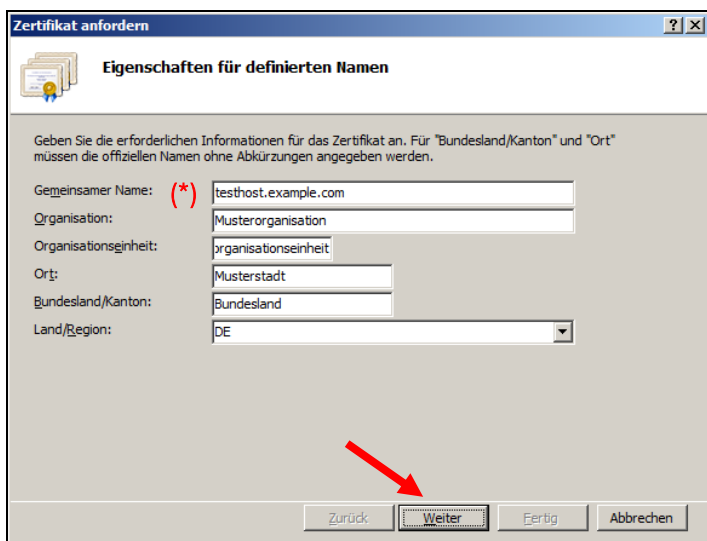 Zertifikat anfordern
Eigenschaften für definierten Namen
Geben Sie die erforderlichen Informationen für das Zertifikat an. Für "Bundesland/Kanton" und "Ort"
müssen die offiziellen Namen ohne Abkürzungen angegeben werden.
Gemeinsamer Name: (*) testhost.example.com
Organisation: Musterorganisation
Organisationseinheit: organisationseinheit
Ort: Musterstadt
Bundesland/Kanton: Bundesland
Land/Region: DE
Zurück Weiter Fertig Abbrechen